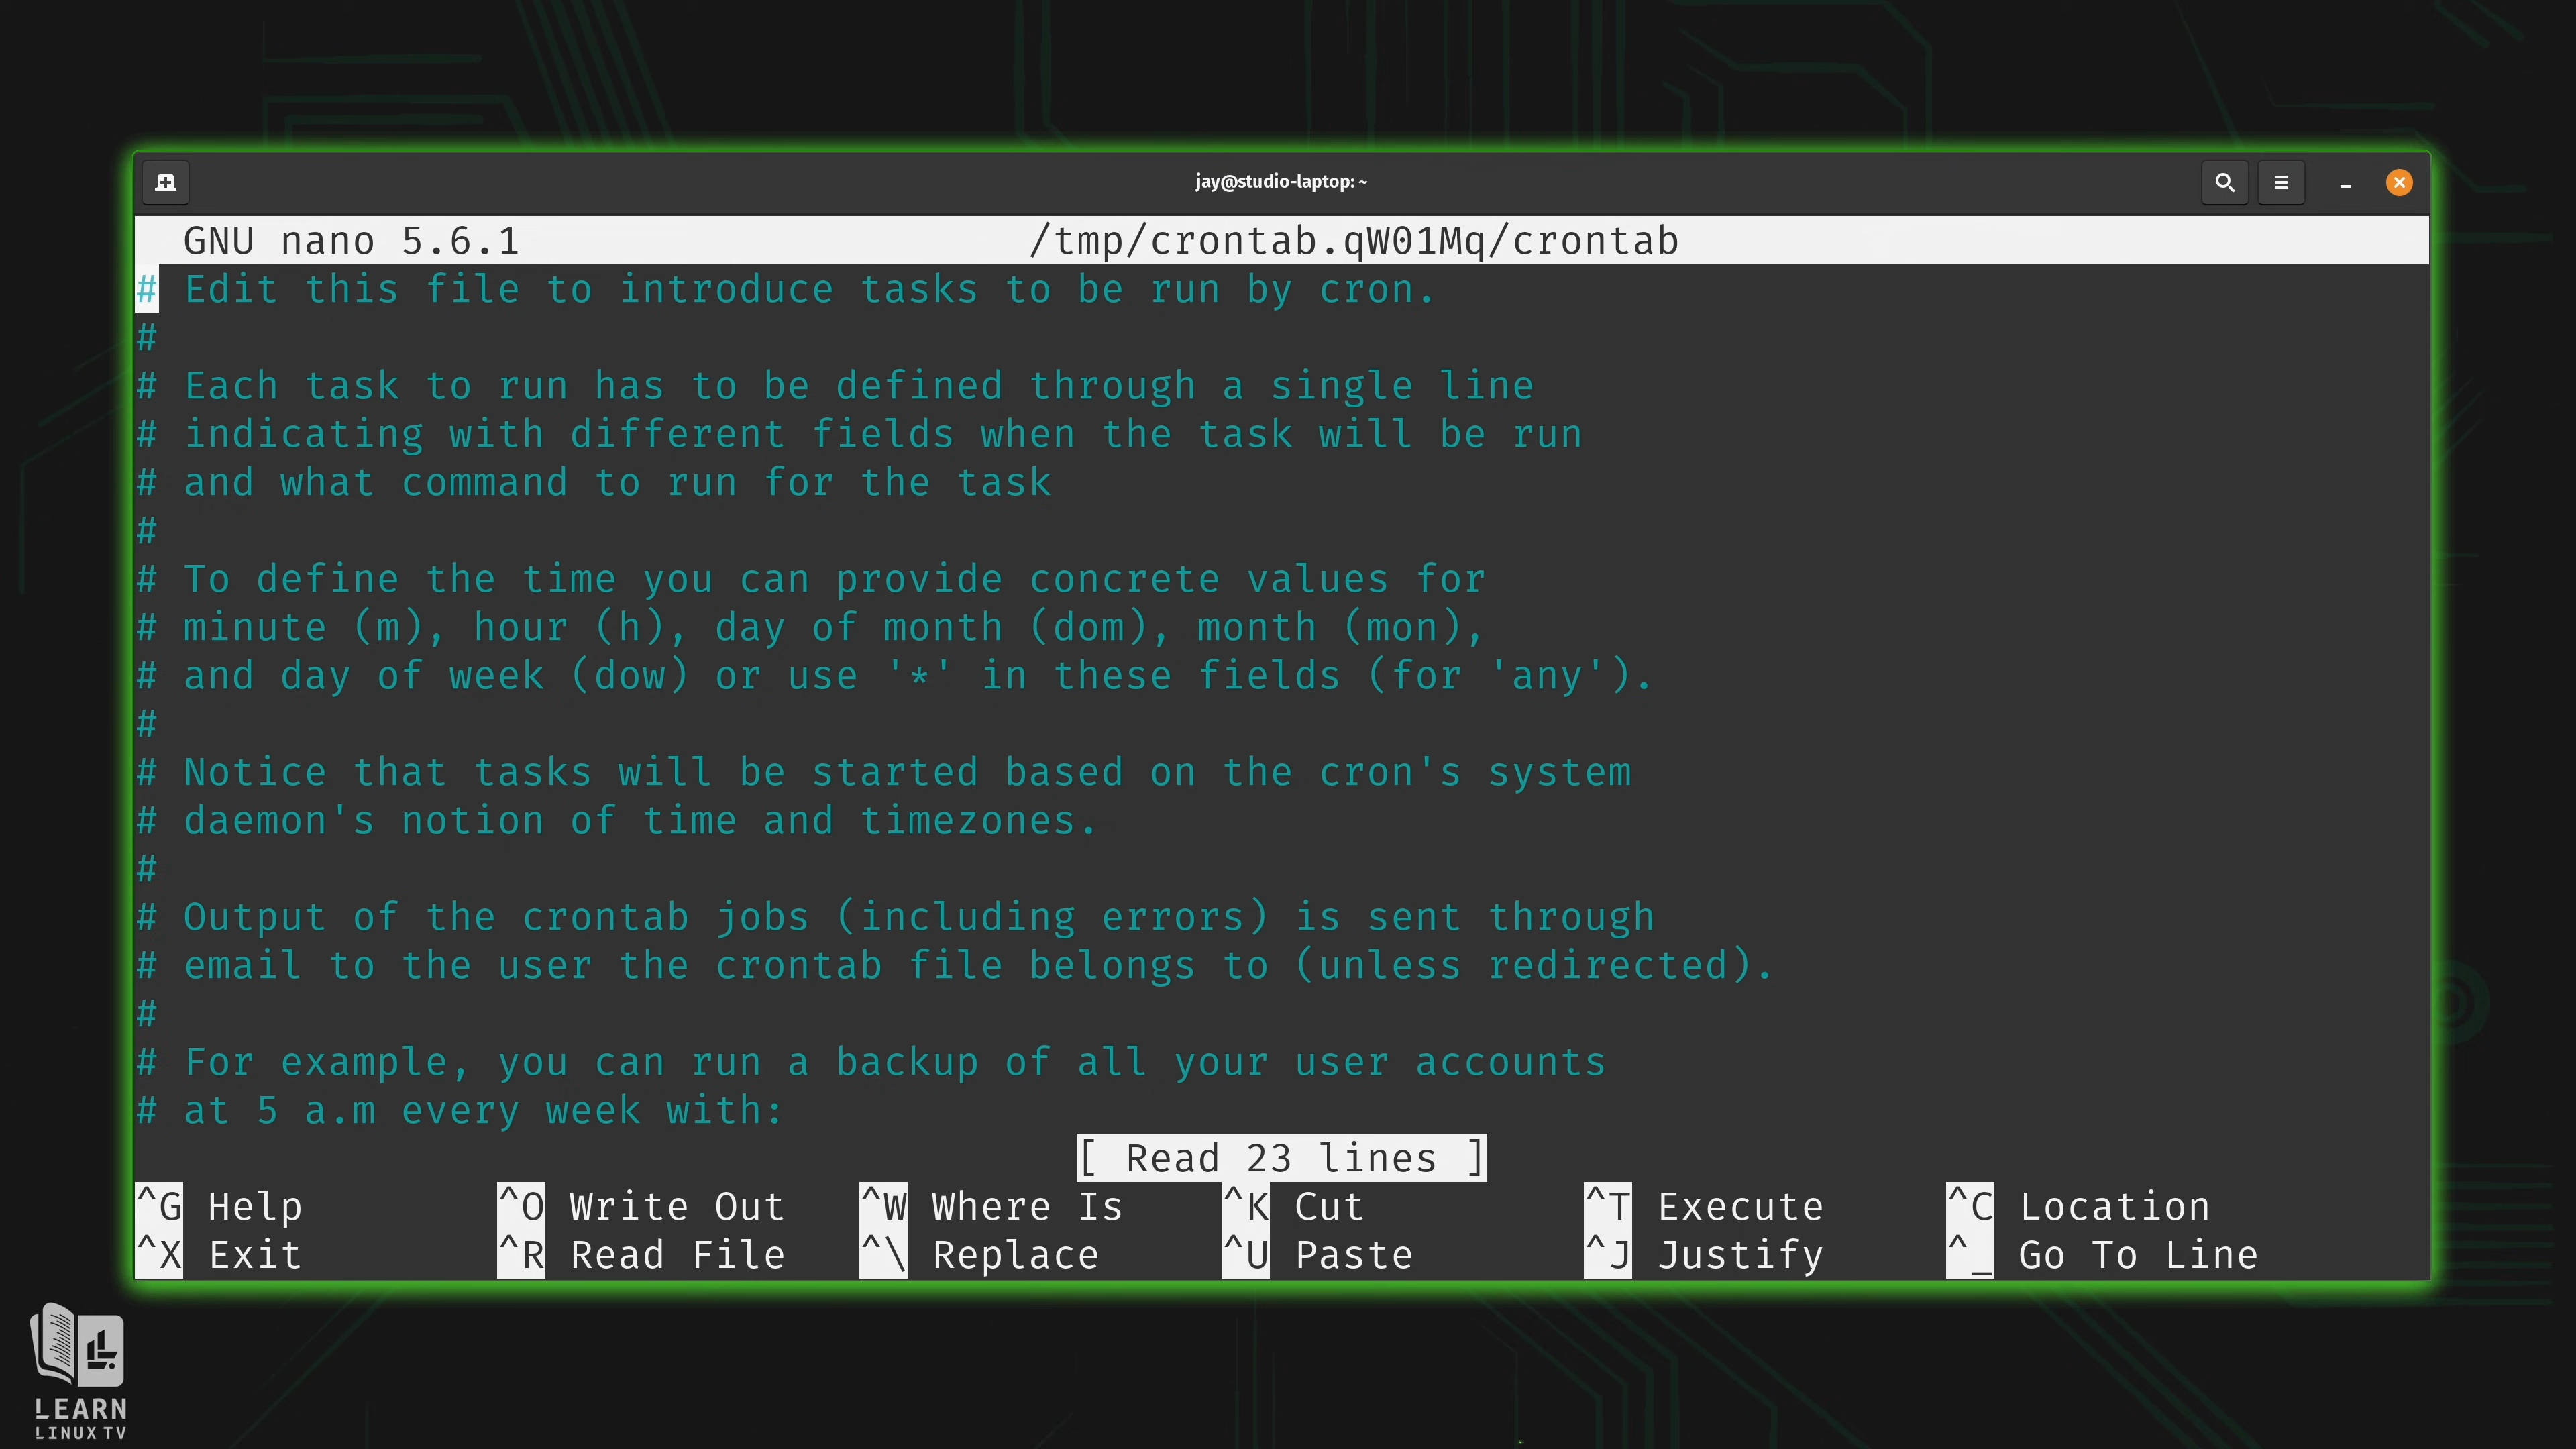 jay@studio-laptop: ~
GNU nano 5.6.1 /tmp/crontab.qW01Mq/crontab
# Edit this file to introduce tasks to be run by cron.
#
# Each task to run has to be defined through a single line
# indicating with different fields when the task will be run
# and what command to run for the task
#
# To define the time you can provide concrete values for
# minute (m), hour (h), day of month (dom), month (mon),
# and day of week (dow) or use '*' in these fields (for 'any').
#
# Notice that tasks will be started based on the cron's system
# daemon's notion of time and timezones.
#
# Output of the crontab jobs (including errors) is sent through
# email to the user the crontab file belongs to (unless redirected).
#
# For example, you can run a backup of all your user accounts
# at 5 a.m every week with:
[ Read 23 lines ]
^G Help ^O Write Out ^W Where Is ^K Cut ^T Execute ^C Location
^X Exit ^R Read File ^\ Replace ^U Paste ^J Justify ^_ Go To Line
LEARN
LINUX TV